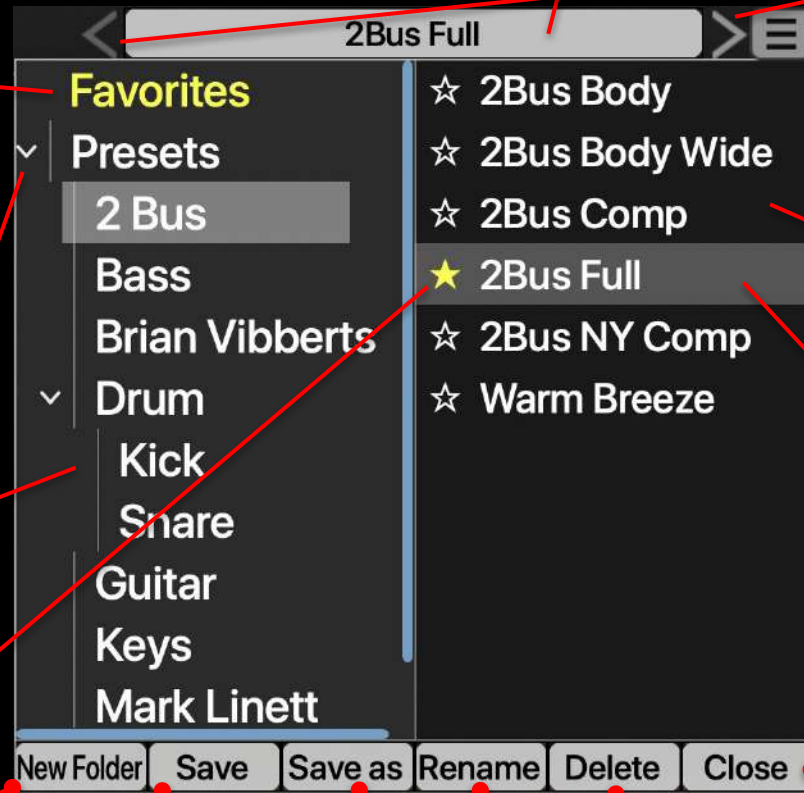 2Bus Full
Favorites
Presets
2 Bus
Bass
Brian Vibberts
Drum
Kick
Snare
Guitar
Keys
Mark Linett
2Bus Body
2Bus Body Wide
2Bus Comp
2Bus Full
2Bus NY Comp
Warm Breeze
New Folder Save Save as Rename Delete Close